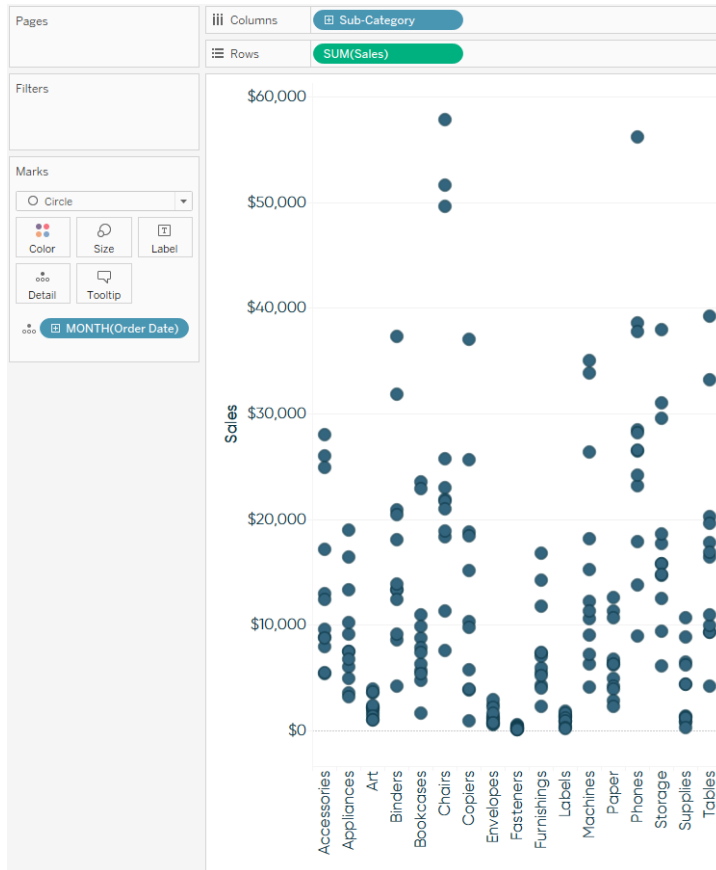 Pages
Columns
Sub-Category
Rows
SUM(Sales)
Filters
Marks
Circle
Color
Size
T
Label
Detail
Tooltip
MONTH(Order Date)
Sales
$60,000
$50,000
$40,000
$30,000
$20,000
$10,000
$0
Accessories
Appliances
Art
Binders
Bookcases
Chairs
Copiers
Envelopes
Fasteners
Furnishings
Labels
Machines
Paper
Phones
Storage
Supplies
Tables